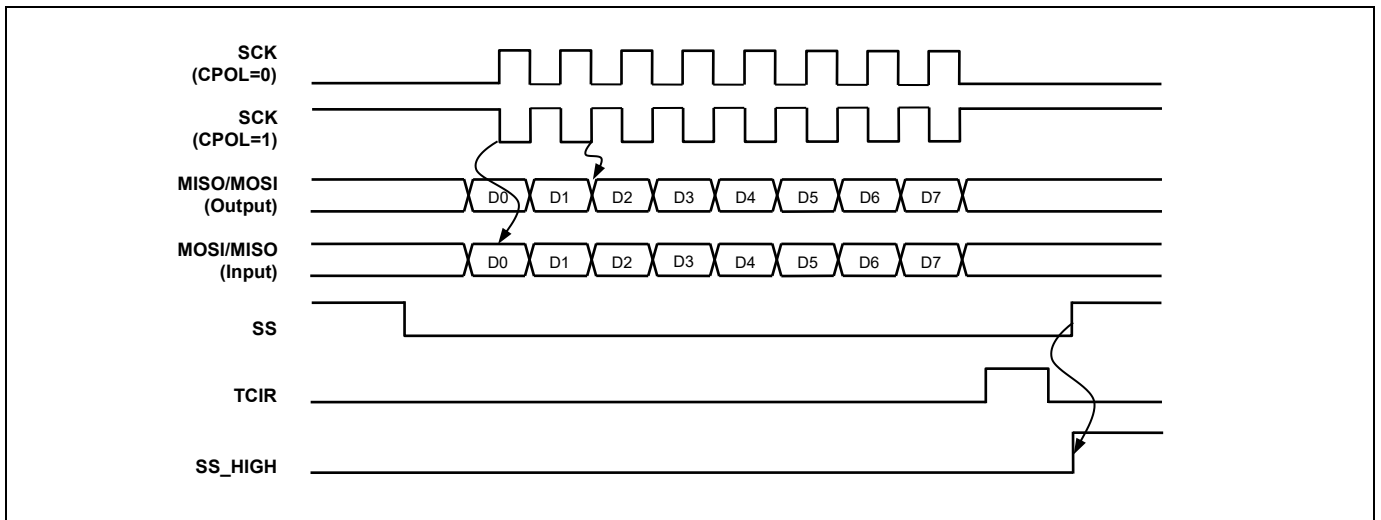 SCK
(CPOL=0)
SCK
(CPOL=1)
MISO/MOSI
(Output)
D0 D1 D2 D3 D4 D5 D6 D7
MOSI/MISO
(Input)
D0 D1 D2 D3 D4 D5 D6 D7
SS
TCIR
SS_HIGH